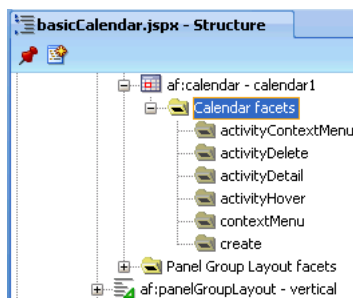 basicCalendar.jspx - Structure
af:calendar - calendar1
Calendar facets
activityContextMenu
activityDelete
activityDetail
activityHover
contextMenu
create
Panel Group Layout facets
af:panelGroupLayout - vertical